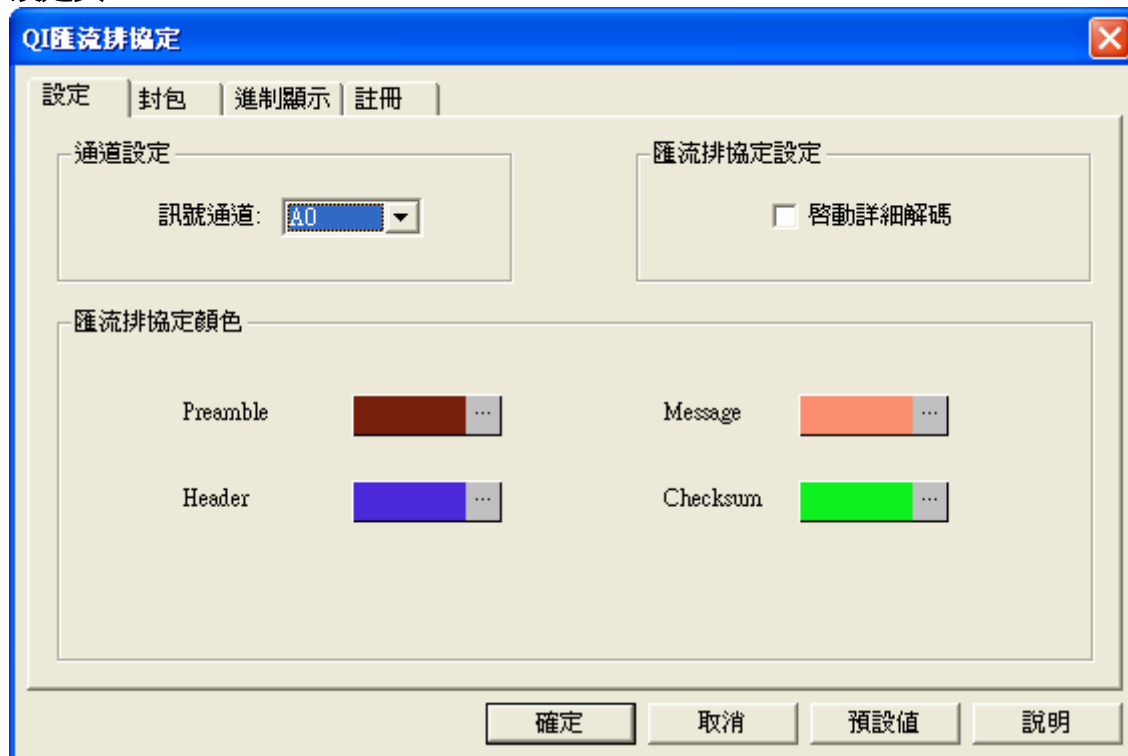 QI匯流排協定
設定 封包 進制顯示 註冊
通道設定 匯流排協定設定
訊號通道: A0 啓動詳細解碼
匯流排協定顏色
Preamble ... Message ...
Header ... Checksum ...
確定 取消 預設值 説明